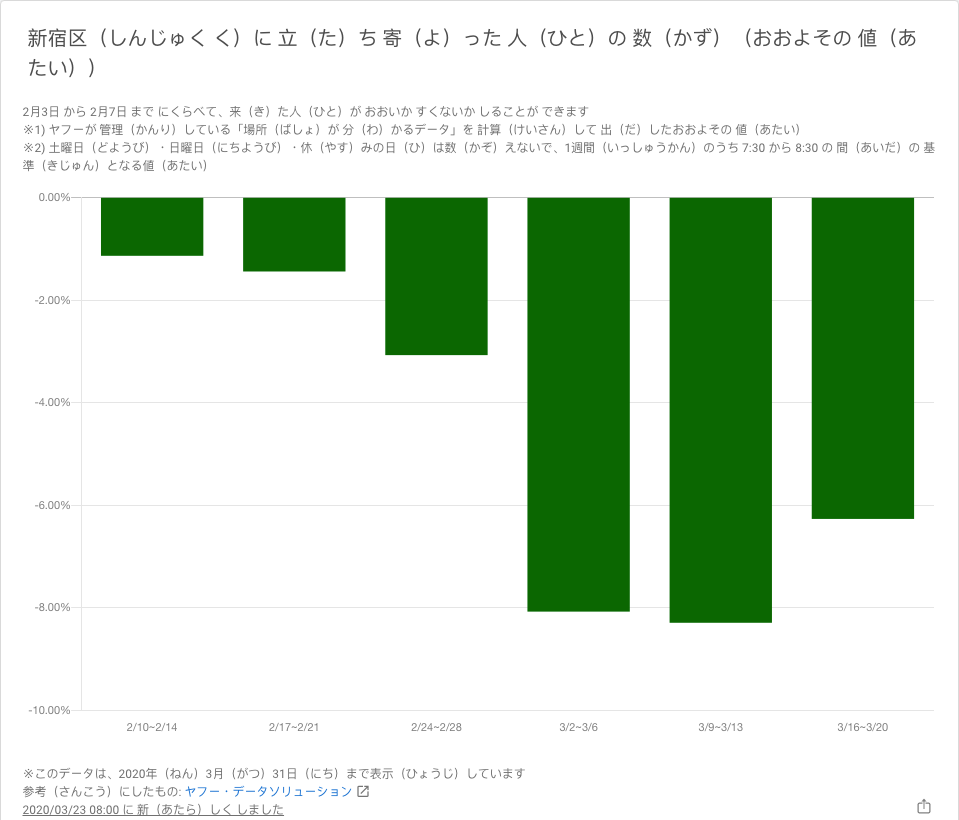 新宿区（しんじゅく く）に 立（た）ち 寄（よ）った 人（ひと）の 数（かず）（おおよその 値（あ
たい））
2月3日 から 2月7日 まで にくらべて、来（き）た人（ひと）が おおいか すくないか しることが できます
※1) ヤフーが 管理（かんり）している「場所（ばしょ）が 分（わ）かるデータ」を 計算（けいさん）して 出（だ）したおおよその 値（あたい）
※2) 土曜日（どようび）・日曜日（にちようび）・休（やす）みの日（ひ）は数（かぞ）えないで、1週間（いっしゅうかん）のうち 7:30 から 8:30 の 間（あいだ）の 基
準（きじゅん）となる値（あたい）
0.00%
-2.00%
-4.00%
-6.00%
-8.00%
-10.00%
2/10~2/14 2/17~2/21 2/24~2/28 3/2~3/6 3/9~3/13 3/16~3/20
※このデータは、2020年（ねん）3月（がつ）31日（にち）まで表示（ひょうじ）しています
参考（さんこう）にしたもの: ヤフー・データソリューション
2020/03/23 08:00 に 新（あたら）しく しました